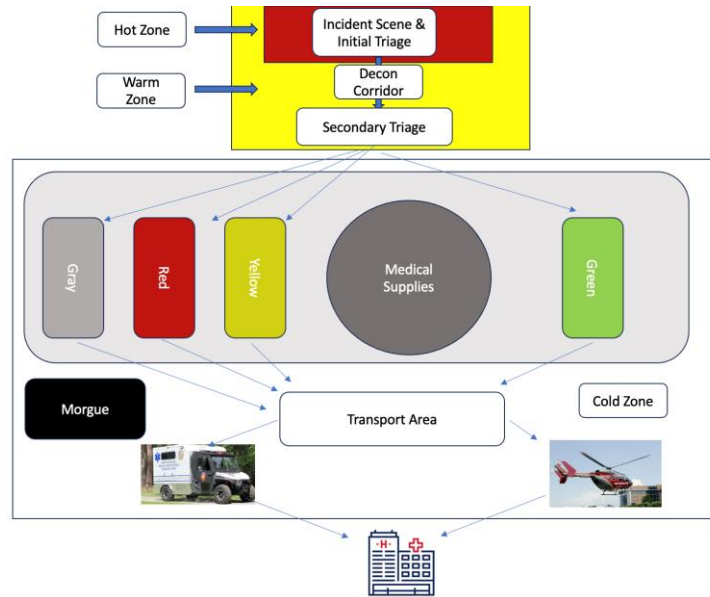 Hot Zone
Incident Scene &
Initial Triage
Warm
Zone
Decon
Corridor
Secondary Triage
Gray
Red
Yellow
Medical
Supplies
Green
Morgue
Transport Area
Cold Zone
H